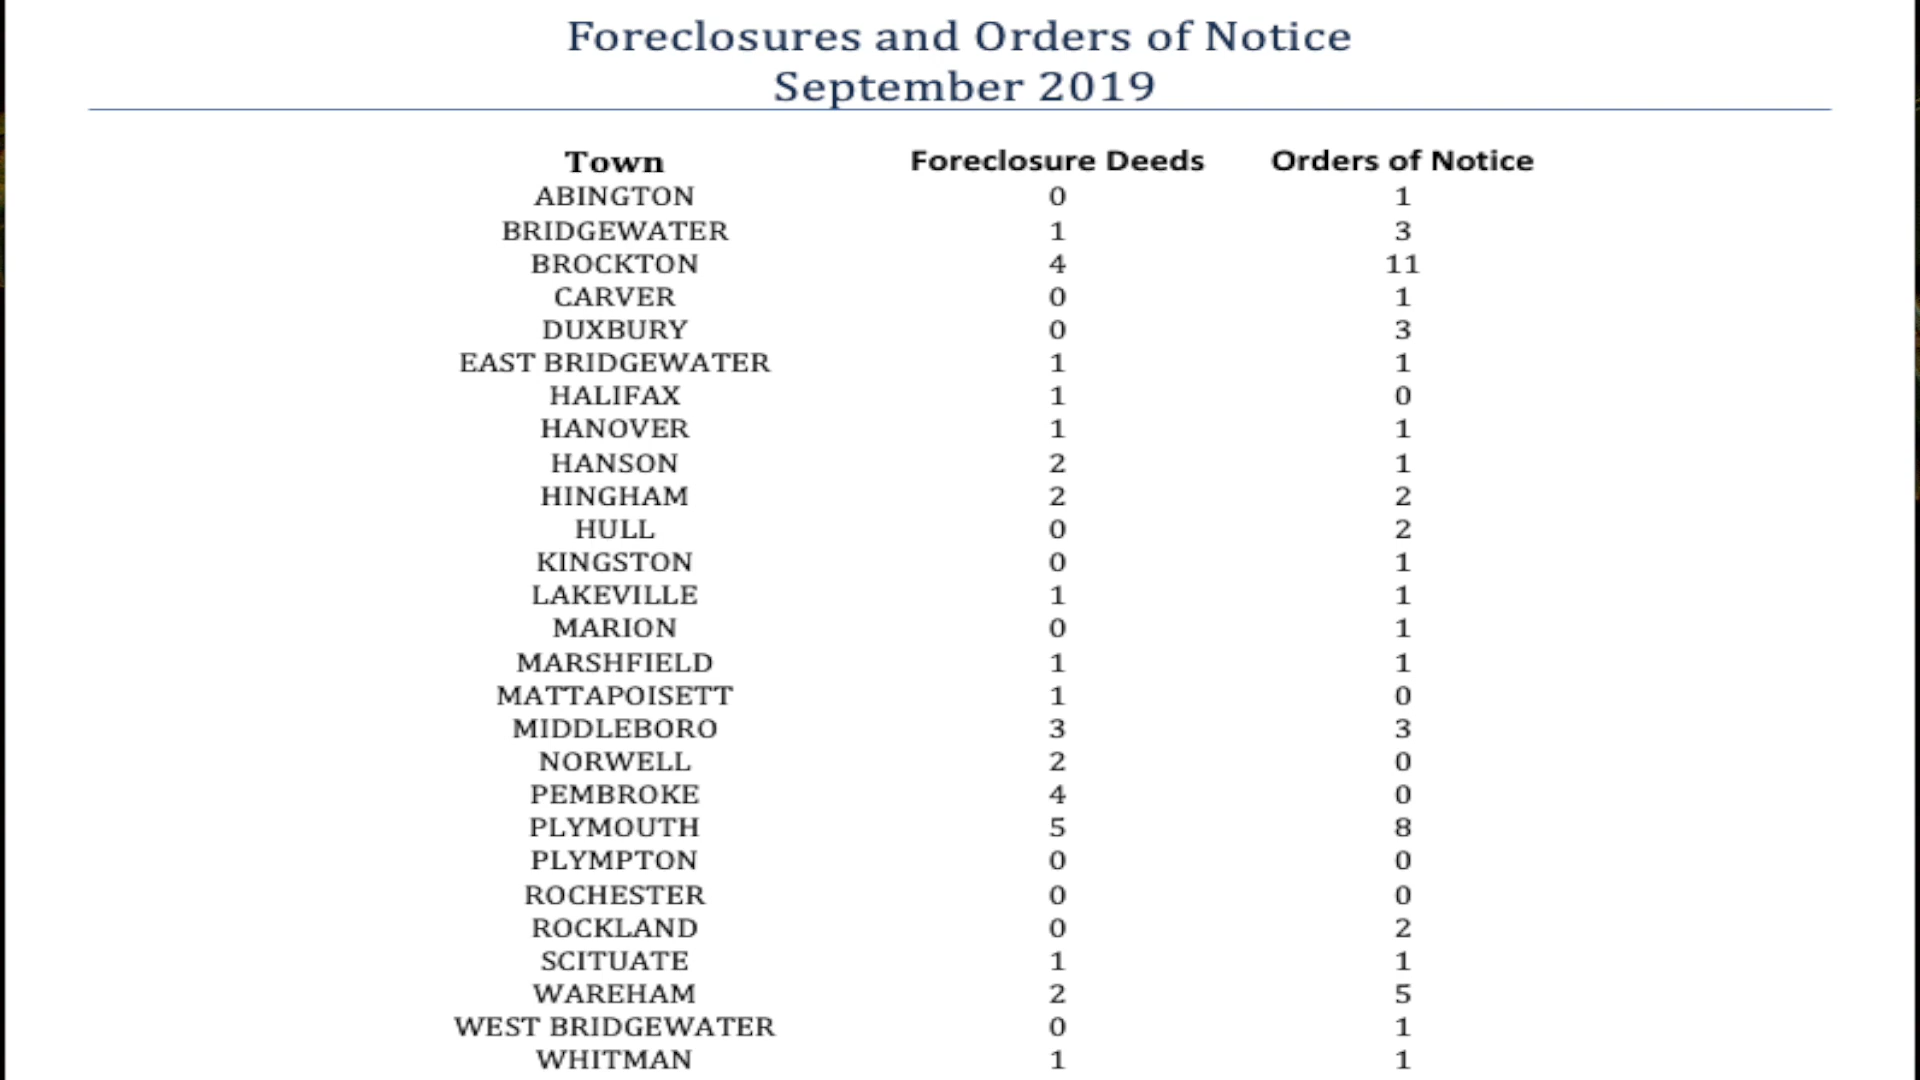 Foreclosures and Orders of Notice
September 2019
Town Foreclosure Deeds Orders of Notice
ABINGTON 0 1
BRIDGEWATER 1 3
BROCKTON 4 11
CARVER 0 1
DUXBURY 0 3
EAST BRIDGEWATER 1 1
HALIFAX 1 0
HANOVER 1 1
HANSON 2 1
HINGHAM 2 2
HULL 0 2
KINGSTON 0 1
LAKEVILLE 1 1
MARION 0 1
MARSHFIELD 1 1
MATTAPOISETT 1 0
MIDDLEBORO 3 3
NORWELL 2 0
PEMBROKE 4 0
PLYMOUTH 5 8
PLYMPTON 0 0
ROCHESTER 0 0
ROCKLAND 0 2
SCITUATE 1 1
WAREHAM 2 5
WEST BRIDGEWATER 0 1
WHITMAN 1 1